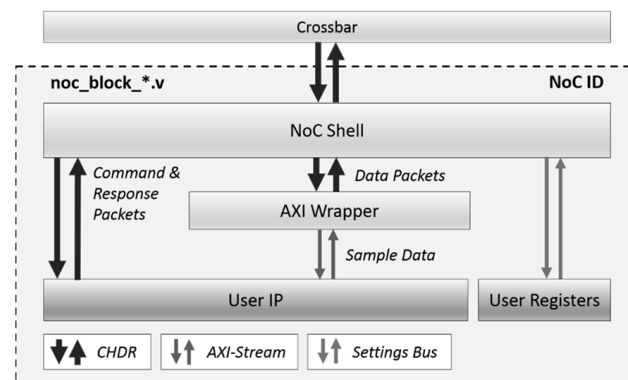 Crossbar
noc_block_*.v
NoC ID
NoC Shell
Command &
Response
Packets
Data Packets
AXI Wrapper
Sample Data
User IP
User Registers
CHDR
AXI-Stream
Settings Bus